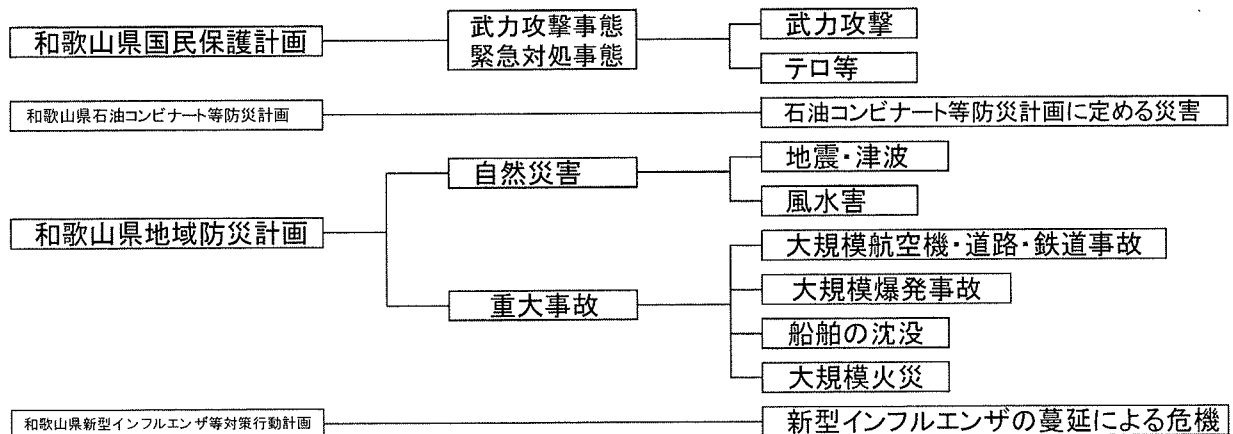 和歌山県国民保護計画
武力攻撃事態
緊急対処事態
武力攻撃
テロ等
和歌山県石油コンビナート等防災計画
石油コンビナート等防災計画に定める災害
和歌山県地域防災計画
自然災害
地震・津波
風水害
重大事故
大規模航空機・道路・鉄道事故
大規模爆発事故
船舶の沈没
大規模火災
和歌山県新型インフルエンザ等対策行動計画
新型インフルエンザの蔓延による危機